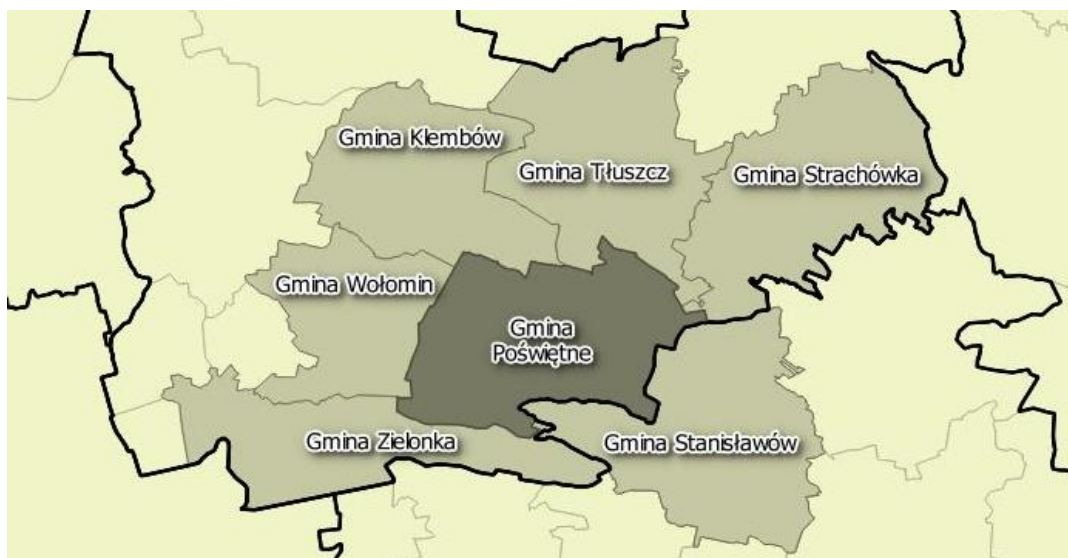 Gmina Klembów
Gmina Tłuszcz
Gmina Strachówka
Gmina Wołomin
Gmina
Poświętne
Gmina Zielonka
Gmina Stanisławów